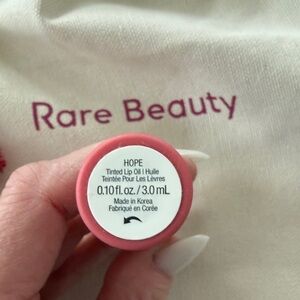 Rare Beauty
HOPE
Tinted Lip Oil | Huile
Teintée Pour Les Lèvres
0.10 fl. oz. / 3.0 mL
Made in Korea
Fabriqué en Corée